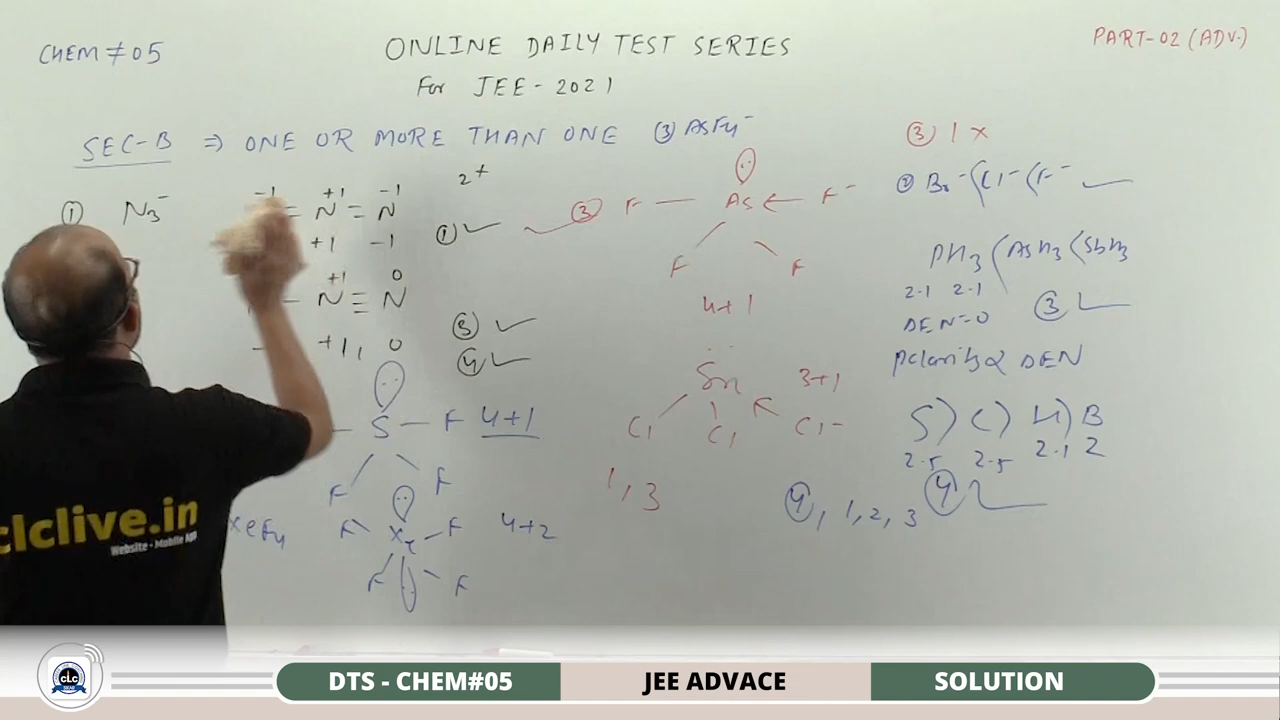 CHEM ≠ 05
ONLINE DAILY TEST SERIES
For JEE - 2021
PART-02 (ADV.)
SEC-B ⇒ ONE OR MORE THAN ONE
③ AsF4⁻
① N3⁻
-1 +1 -1
= N = N
2+
① ✓
+1 -1
+1 0
- N ≡ N
③ ✓
+1, 0
④ ✓
S — F 4+1
F F
XeF4
F Xe F 4+2
F F
③ F — As ← F⁻
F F
4+1
Sn 3+1
Cl Cl Cl-
1, 3
③ 1 ×
② Br⁻ < Cl⁻ < F⁻ ✓
PH3 < AsH3 < SbH3
2.1 2.1
DEN=0 ③ ✓
polarity ∝ DEN
S > C > H > B
2.5 2.5 2.1 2
④, 1, 2, 3 ④ ✓
clclive.in
Website - Mobile
CLC
SIKAR
DTS - CHEM#05
JEE ADVACE
SOLUTION